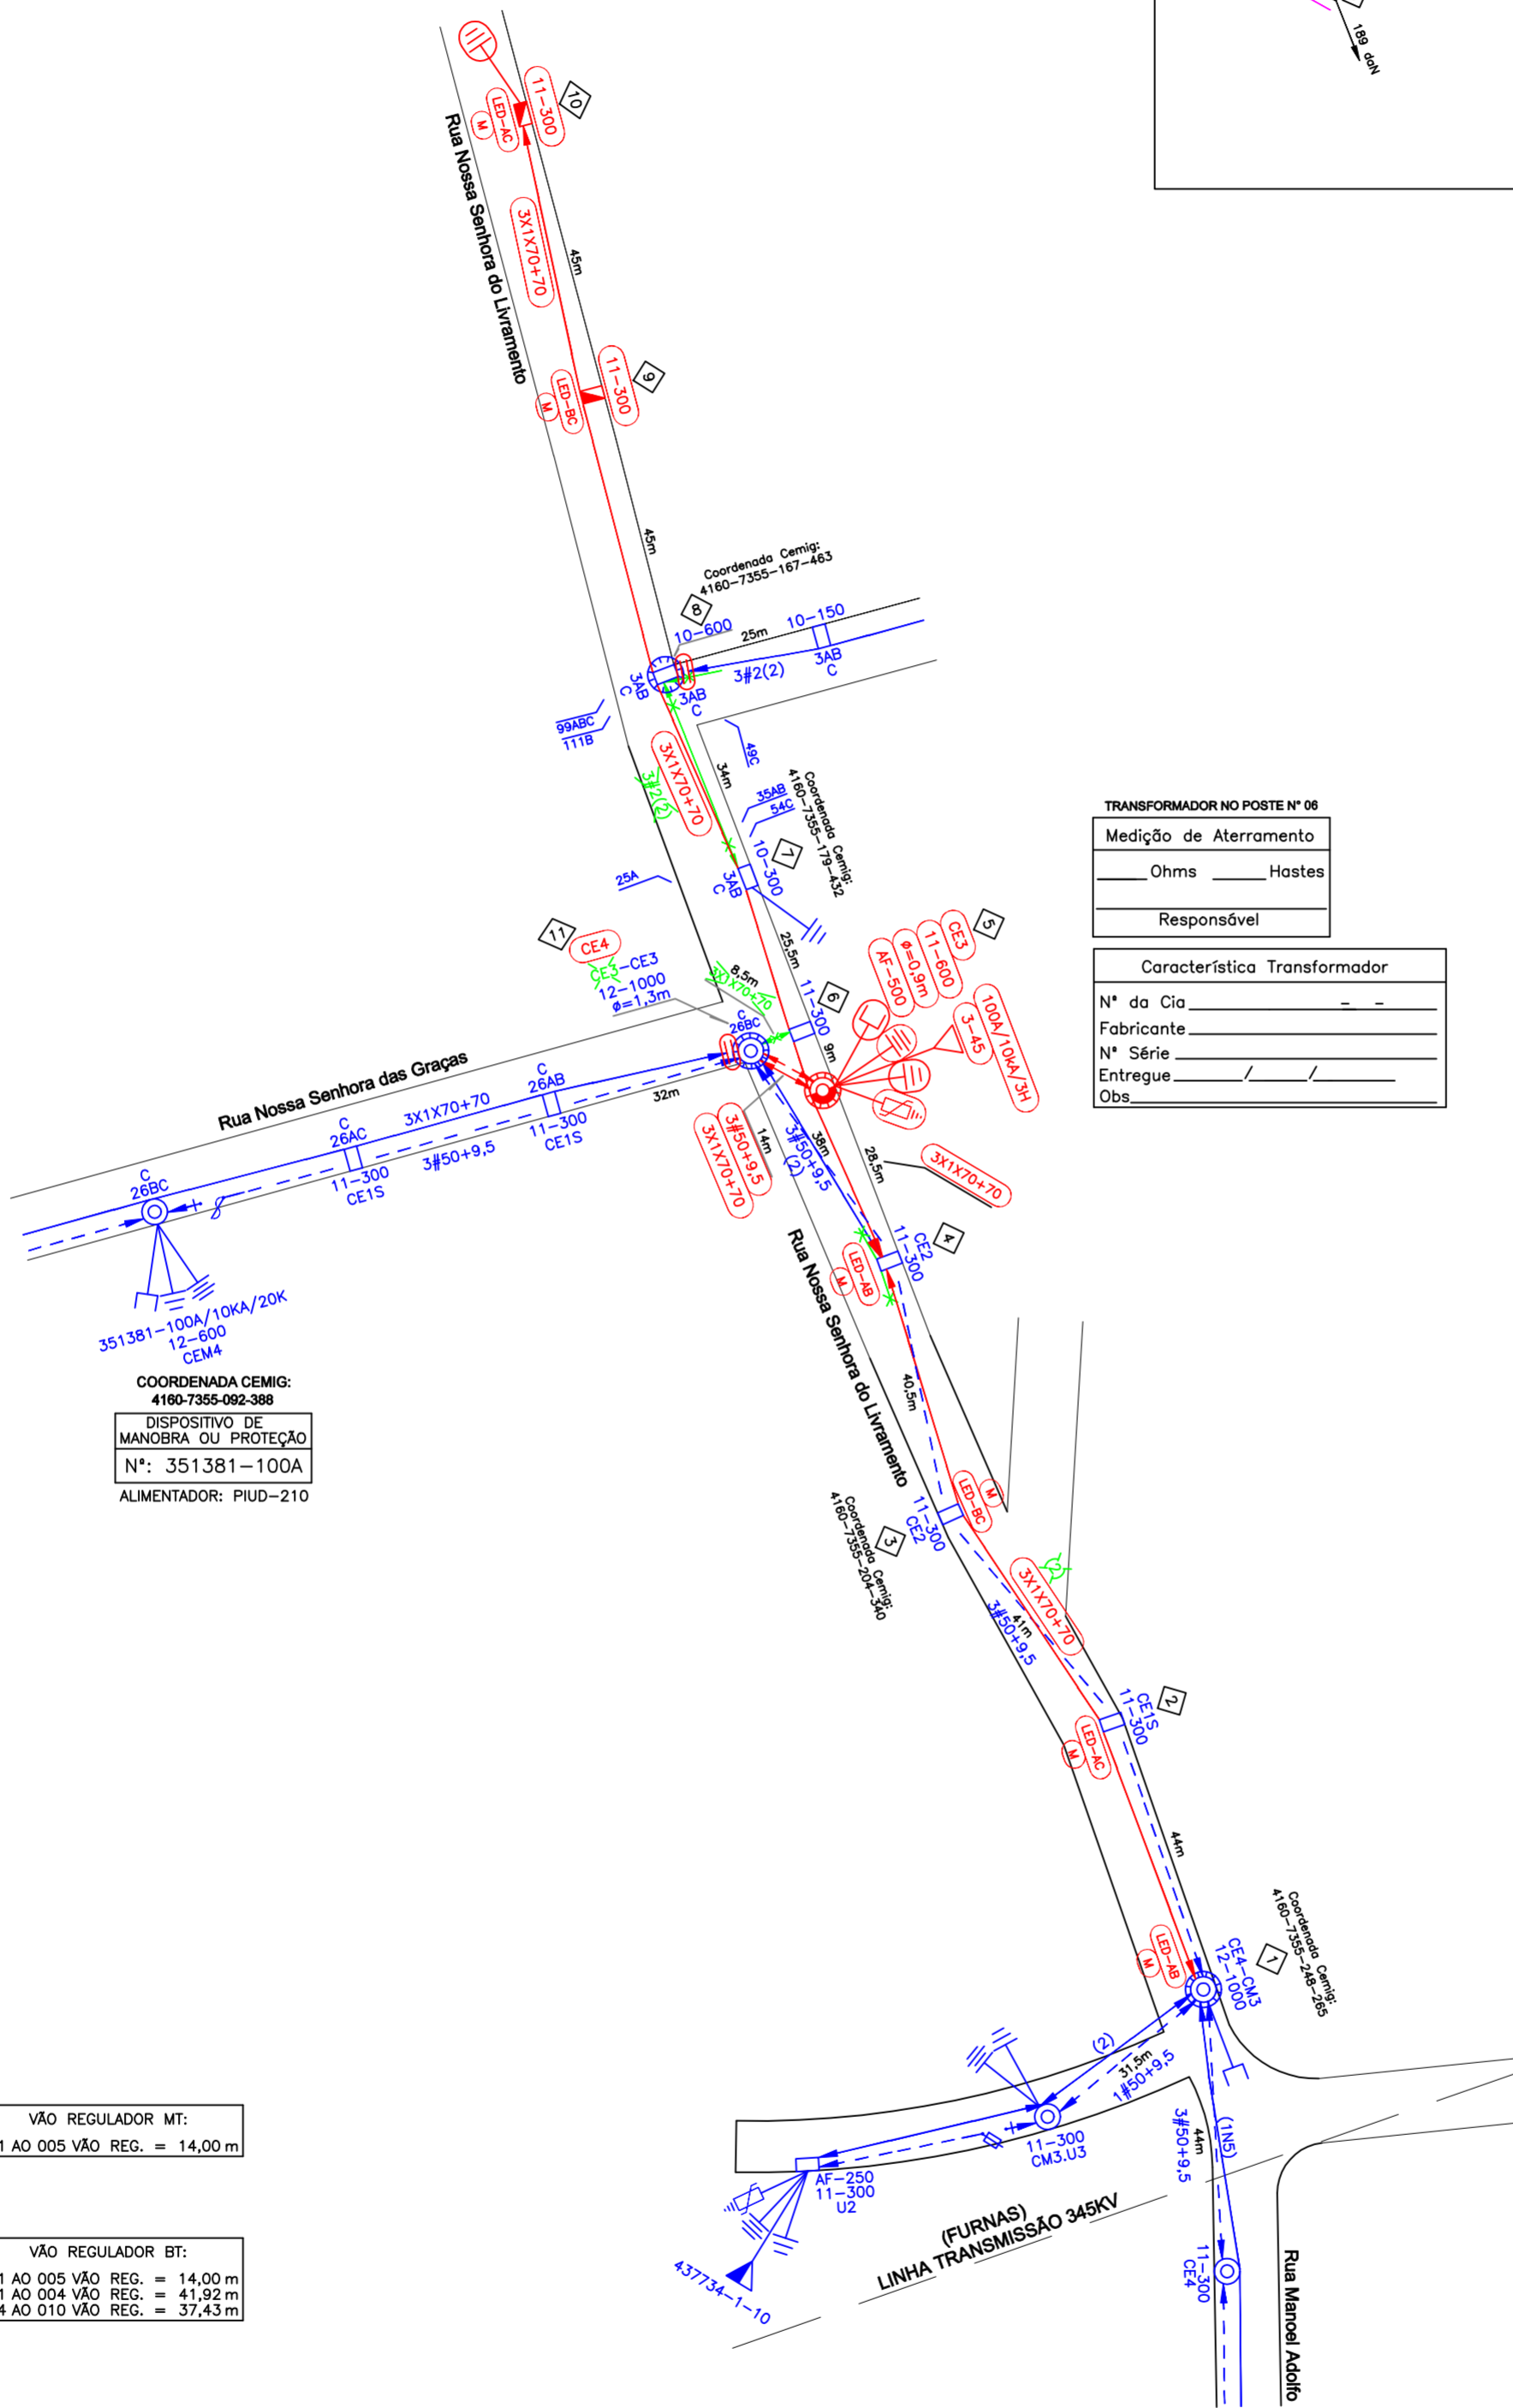 189 daN
10
11-300
LED-AC
M
Rua Nossa Senhora do Livramento
3X1X70+70
45m
9
11-300
LED-BC
M
45m
Coordenada Cemig:
4160-7355-167-463
8
10-600
25m
10-150
3AB
C
3#2(2)
3AB
C
3AB
C
99ABC
111B
49C
3X1X70+70
3#2(2)
34m
35AB
54C
Coordenada Cemig:
4160-7355-179-432
7
10-300
3AB
C
25A
25,5m
TRANSFORMADOR NO POSTE N° 06
Medição de Aterramento
Ohms
Hastes
Responsável
Característica Transformador
N° da Cia - -
Fabricante
N° Série
Entregue / /
Obs
11
CE4
CE3-CE3
12-1000
ø=1,3m
8,5m
3X1X70+70
6
11-300
5
CE3
11-600
ø=0,9m
AF-500
100A/10kA/3H
3-45
9m
C
26BC
Rua Nossa Senhora das Graças
32m
C
26AB
11-300
CE1S
3X1X70+70
3#50+9,5
C
26AC
11-300
CE1S
C
26BC
351381-100A/10KA/20K
12-600
CEM4
COORDENADA CEMIG:
4160-7355-092-388
DISPOSITIVO DE
MANOBRA OU PROTEÇÃO
N°: 351381-100A
ALIMENTADOR: PIUD-210
3#50+9,5
3X1X70+70
14m
38m
3#50+9,5
(2)
28,5m
3X1X70+70
4
CE2
11-300
LED-AB
M
Rua Nossa Senhora do Livramento
40,5m
LED-BC
M
11-300
CE2
3
Coordenada Cemig:
4160-7355-204-340
2
3X1X70+70
41m
3#50+9,5
2
CE1S
11-300
LED-AC
M
44m
Coordenada Cemig:
4160-7355-248-265
1
CE4-CM3
12-1000
LED-AB
M
(2)
31,5m
1#50+9,5
11-300
CM3.U3
AF-250
11-300
U2
437734-1-10
(1N5)
44m
3#50+9,5
11-300
CE4
Rua Manoel Adolfo
(FURNAS)
LINHA TRANSMISSÃO 345KV
VÃO REGULADOR MT:
1 AO 005 VÃO REG. = 14,00 m
VÃO REGULADOR BT:
1 AO 005 VÃO REG. = 14,00 m
1 AO 004 VÃO REG. = 41,92 m
4 AO 010 VÃO REG. = 37,43 m